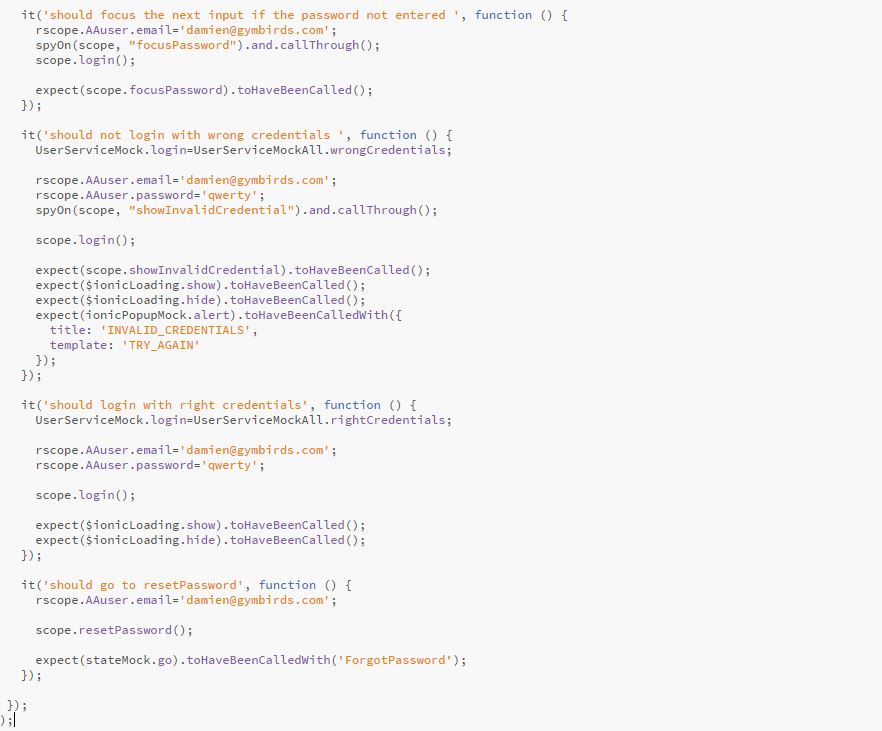 it('should focus the next input if the password not entered ', function () {
rscope.AAuser.email='damien@gymbirds.com';
spyOn(scope, "focusPassword").and.callThrough();
scope.login();
expect(scope.focusPassword).toHaveBeenCalled();
});
it('should not login with wrong credentials ', function () {
UserServiceMock.login=UserServiceMockAll.wrongCredentials;
rscope.AAuser.email='damien@gymbirds.com';
rscope.AAuser.password='qwerty';
spyOn(scope, "showInvalidCredential").and.callThrough();
scope.login();
expect(scope.showInvalidCredential).toHaveBeenCalled();
expect($ionicLoading.show).toHaveBeenCalled();
expect($ionicLoading.hide).toHaveBeenCalled();
expect(ionicPopupMock.alert).toHaveBeenCalledWith({
title: 'INVALID_CREDENTIALS',
template: 'TRY_AGAIN'
});
});
it('should login with right credentials', function () {
UserServiceMock.login=UserServiceMockAll.rightCredentials;
rscope.AAuser.email='damien@gymbirds.com';
rscope.AAuser.password='qwerty';
scope.login();
expect($ionicLoading.show).toHaveBeenCalled();
expect($ionicLoading.hide).toHaveBeenCalled();
});
it('should go to resetPassword', function () {
rscope.AAuser.email='damien@gymbirds.com';
scope.resetPassword();
expect(stateMock.go).toHaveBeenCalledWith('ForgotPassword');
});
});
);